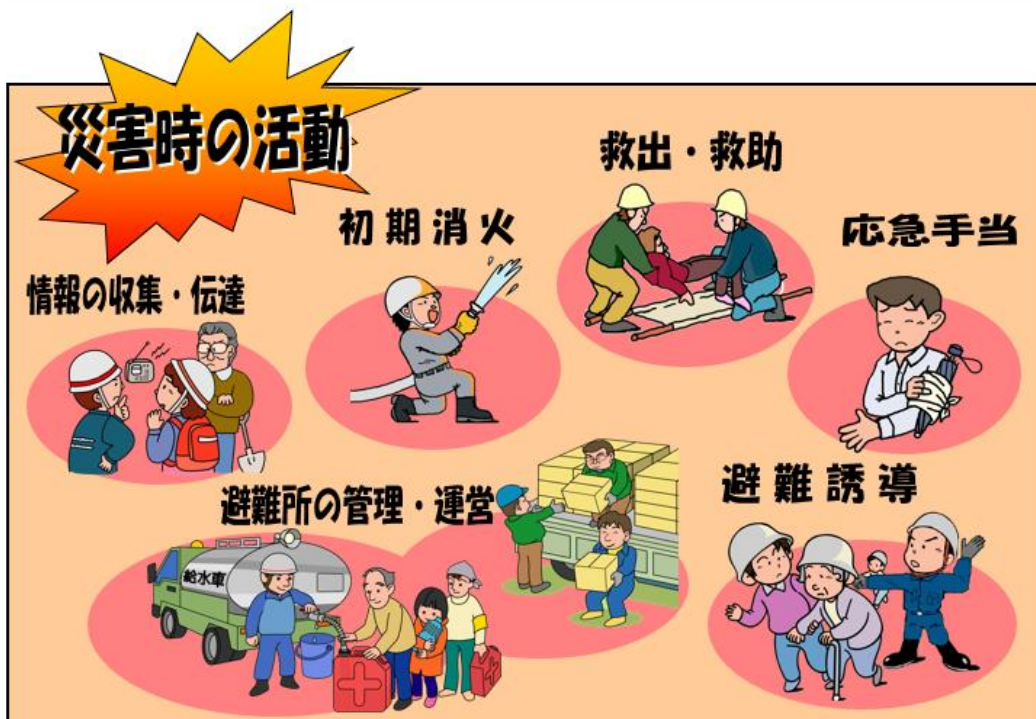 災害時の活動
救出・救助
初期消火
応急手当
情報の収集・伝達
避難誘導
避難所の管理・運営
給水車